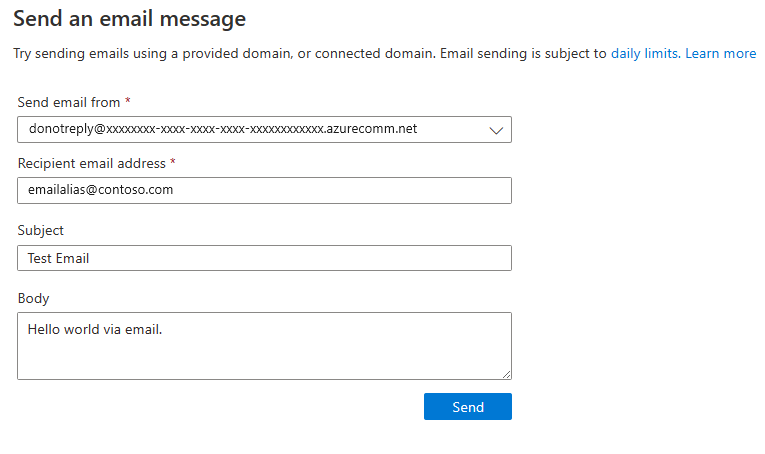 Send an email message
Try sending emails using a provided domain, or connected domain. Email sending is subject to daily limits. Learn more
Send email from *
donotreply@xxxxxxxx-xxxx-xxxx-xxxx-xxxxxxxxxxxx.azurecomm.net
Recipient email address *
emailalias@contoso.com
Subject
Test Email
Body
Hello world via email.
Send